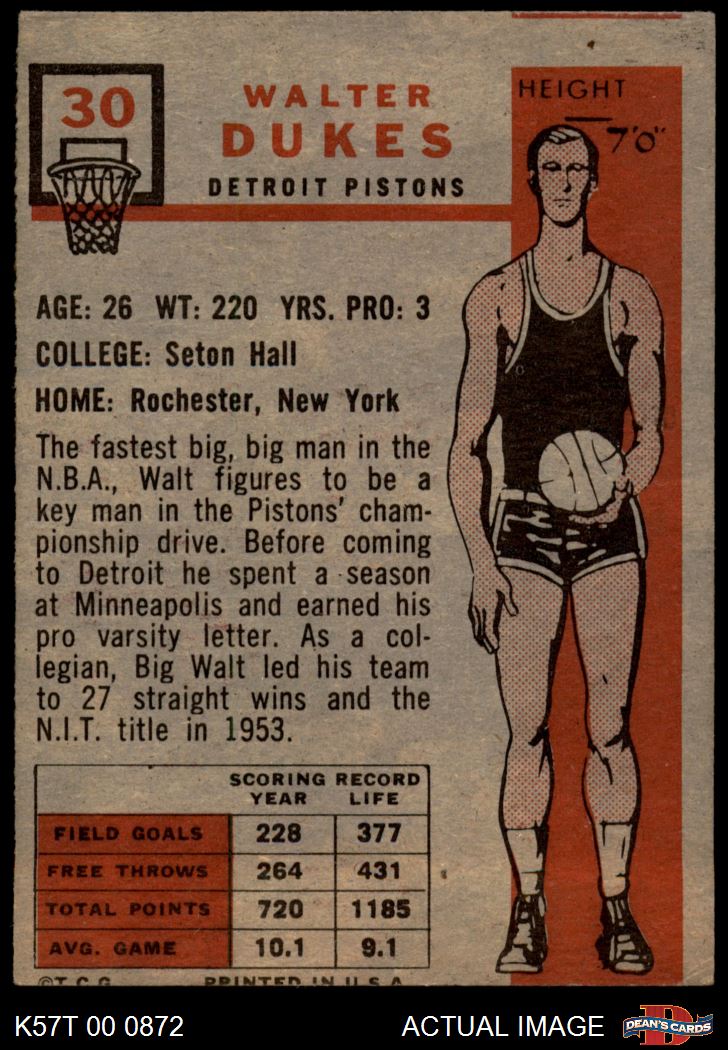 30
WALTER
DUKES
DETROIT PISTONS
HEIGHT
7'0"
AGE: 26 WT: 220 YRS. PRO: 3
COLLEGE: Seton Hall
HOME: Rochester, New York
The fastest big, big man in the
N.B.A., Walt figures to be a
key man in the Pistons' cham-
pionship drive. Before coming
to Detroit he spent a season
at Minneapolis and earned his
pro varsity letter. As a col-
legian, Big Walt led his team
to 27 straight wins and the
N.I.T. title in 1953.
SCORING RECORD
YEAR LIFE
FIELD GOALS 228 377
FREE THROWS 264 431
TOTAL POINTS 720 1185
AVG. GAME 10.1 9.1
©T.C.G. PRINTED IN U.S.A.
K57T 00 0872 ACTUAL IMAGE
D
DEAN'S CARDS